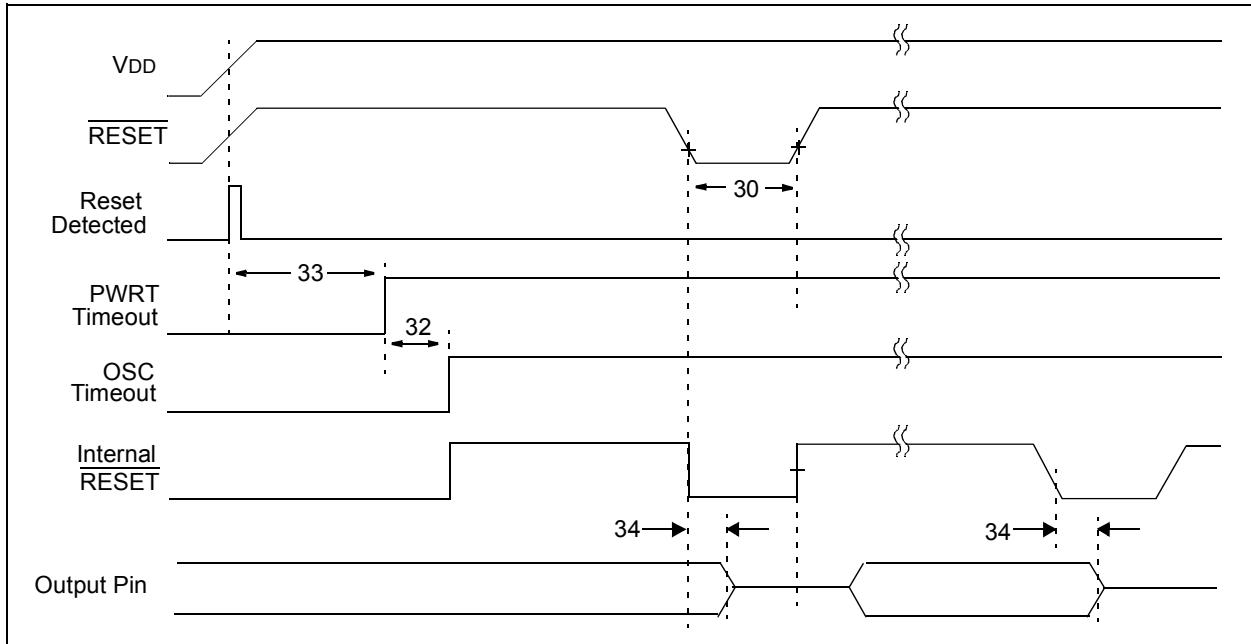 VDD
RESET
Reset
Detected
30
33
PWRT
Timeout
32
OSC
Timeout
Internal
RESET
34
34
Output Pin